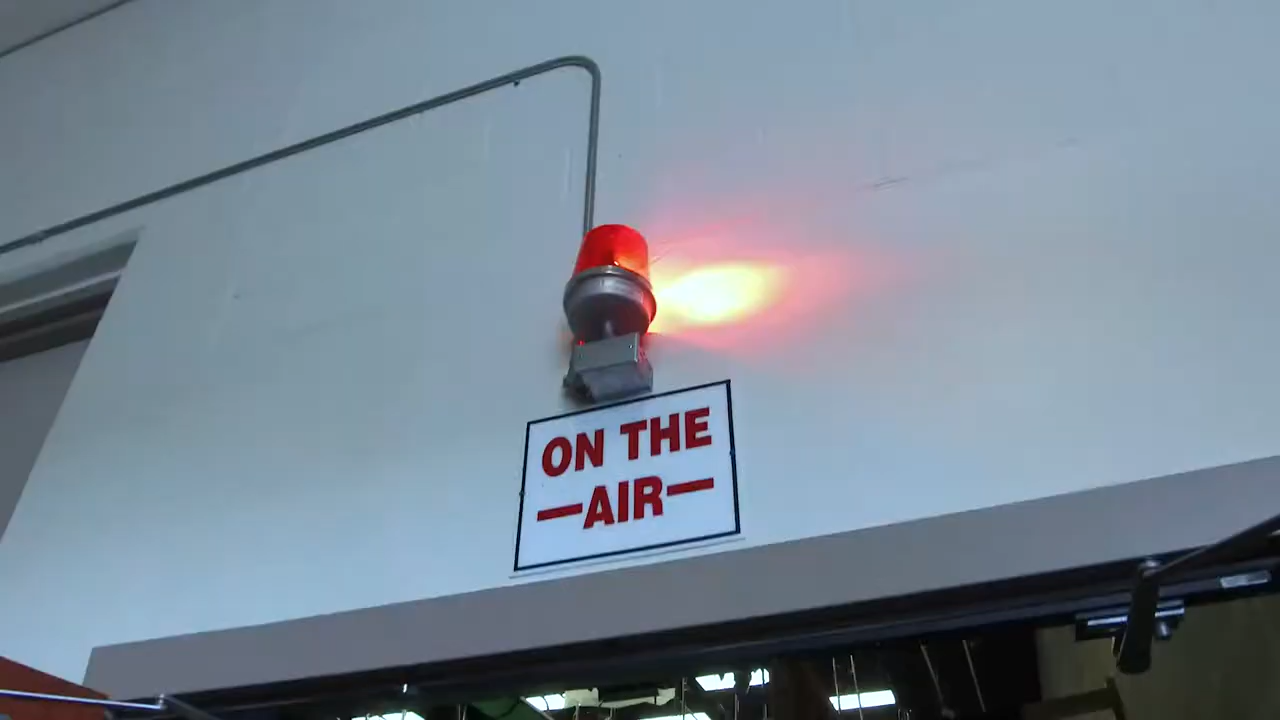 ON THE
—AIR—